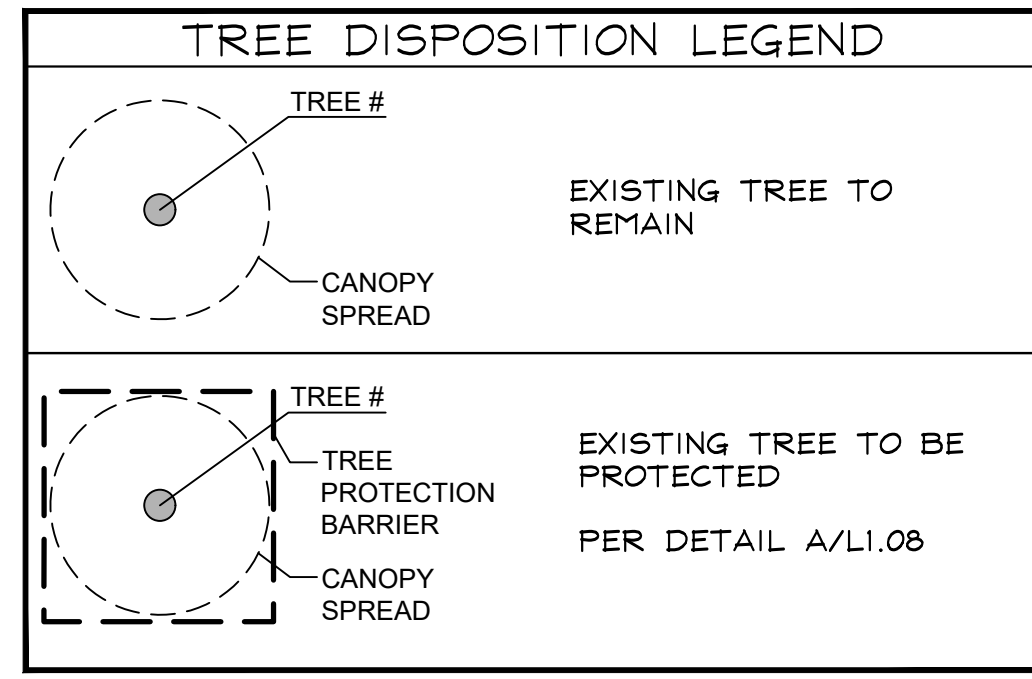 TREE DISPOSITION LEGEND
TREE #
CANOPY
SPREAD
EXISTING TREE TO
REMAIN
TREE #
TREE
PROTECTION
BARRIER
CANOPY
SPREAD
EXISTING TREE TO BE
PROTECTED
PER DETAIL A/L1.08